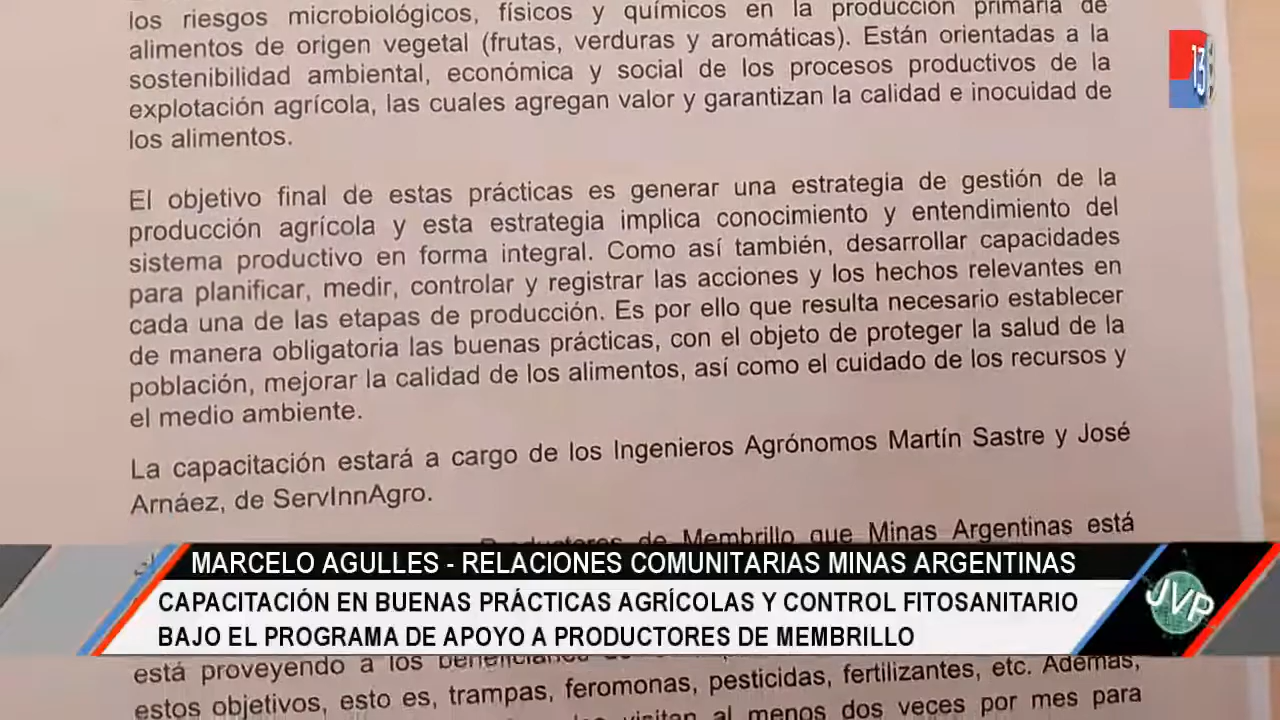 los riesgos microbiológicos, físicos y químicos en la producción primaria de
alimentos de origen vegetal (frutas, verduras y aromáticas). Están orientadas a la
sostenibilidad ambiental, económica y social de los procesos productivos de la
explotación agrícola, las cuales agregan valor y garantizan la calidad e inocuidad de
los alimentos.
13
El objetivo final de estas prácticas es generar una estrategia de gestión de la
producción agrícola y esta estrategia implica conocimiento y entendimiento del
sistema productivo en forma integral. Como así también, desarrollar capacidades
para planificar, medir, controlar y registrar las acciones y los hechos relevantes en
cada una de las etapas de producción. Es por ello que resulta necesario establecer
de manera obligatoria las buenas prácticas, con el objeto de proteger la salud de la
población, mejorar la calidad de los alimentos, así como el cuidado de los recursos y
el medio ambiente.
La capacitación estará a cargo de los Ingenieros Agrónomos Martín Sastre y José
Arnáez, de ServInnAgro.
Productores de Membrillo que Minas Argentinas está
MARCELO AGULLES - RELACIONES COMUNITARIAS MINAS ARGENTINAS
CAPACITACIÓN EN BUENAS PRÁCTICAS AGRÍCOLAS Y CONTROL FITOSANITARIO
BAJO EL PROGRAMA DE APOYO A PRODUCTORES DE MEMBRILLO
JVP
está proveyendo a los
estos objetivos, esto es, trampas, feromonas, pesticidas, fertilizantes, etc. Además,
visitan al menos dos veces por mes para